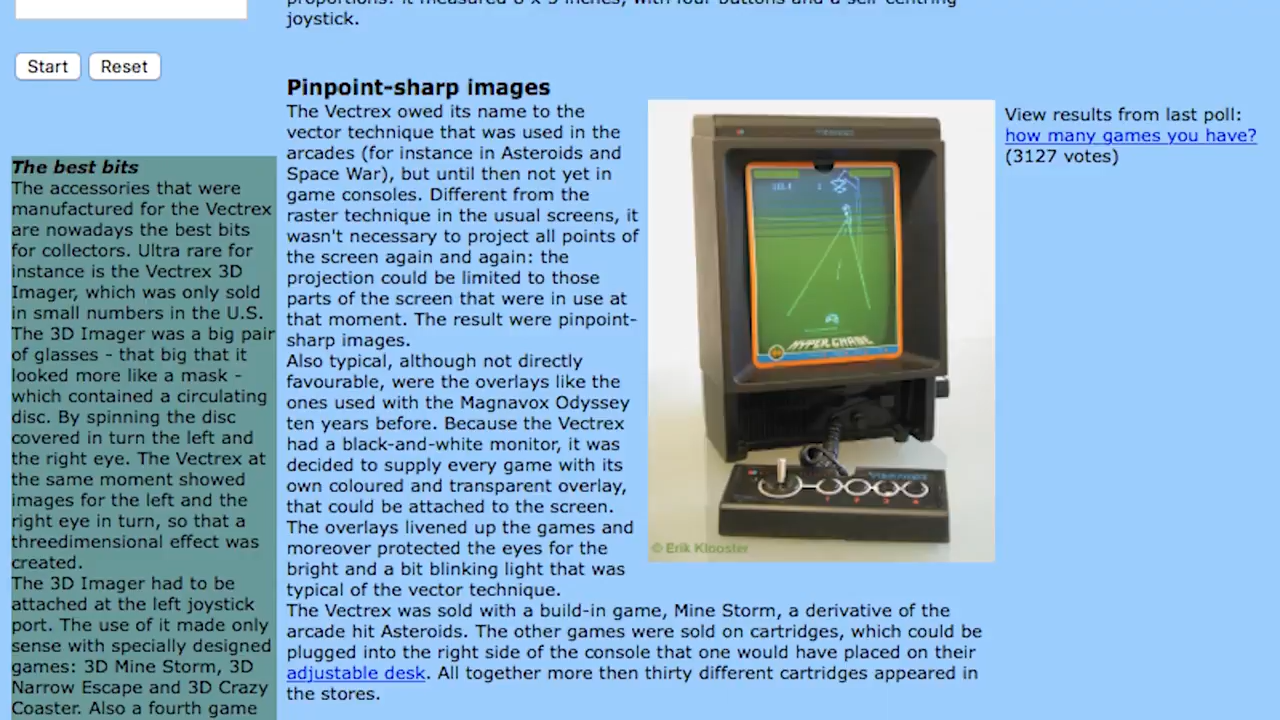 proportions: it measured 8 x 5 inches, with four buttons and a self-centring
joystick.
Start Reset
Pinpoint-sharp images
The Vectrex owed its name to the
vector technique that was used in the
arcades (for instance in Asteroids and
Space War), but until then not yet in
game consoles. Different from the
raster technique in the usual screens, it
wasn't necessary to project all points of
the screen again and again: the
projection could be limited to those
parts of the screen that were in use at
that moment. The result were pinpoint-
sharp images.
Also typical, although not directly
favourable, were the overlays like the
ones used with the Magnavox Odyssey
ten years before. Because the Vectrex
had a black-and-white monitor, it was
decided to supply every game with its
own coloured and transparent overlay,
that could be attached to the screen.
The overlays livened up the games and
moreover protected the eyes for the
bright and a bit blinking light that was
typical of the vector technique.
The Vectrex was sold with a build-in game, Mine Storm, a derivative of the
arcade hit Asteroids. The other games were sold on cartridges, which could be
plugged into the right side of the console that one would have placed on their
adjustable desk. All together more then thirty different cartridges appeared in
the stores.
HYPER CHASE
© Erik Klooster
View results from last poll:
how many games you have?
(3127 votes)
The best bits
The accessories that were
manufactured for the Vectrex
are nowadays the best bits
for collectors. Ultra rare for
instance is the Vectrex 3D
Imager, which was only sold
in small numbers in the U.S.
The 3D Imager was a big pair
of glasses - that big that it
looked more like a mask -
which contained a circulating
disc. By spinning the disc
covered in turn the left and
the right eye. The Vectrex at
the same moment showed
images for the left and the
right eye in turn, so that a
threedimensional effect was
created.
The 3D Imager had to be
attached at the left joystick
port. The use of it made only
sense with specially designed
games: 3D Mine Storm, 3D
Narrow Escape and 3D Crazy
Coaster. Also a fourth game